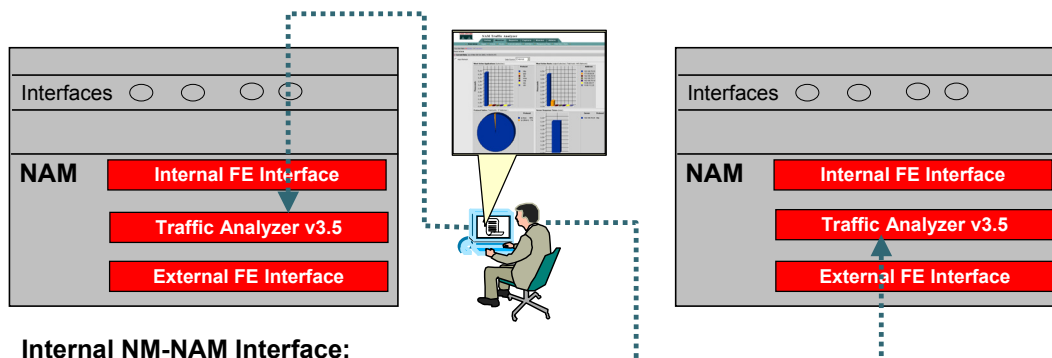 Interfaces
NAM
Internal FE Interface
Traffic Analyzer v3.5
External FE Interface
Interfaces
NAM
Internal FE Interface
Traffic Analyzer v3.5
External FE Interface
Internal NM-NAM Interface: